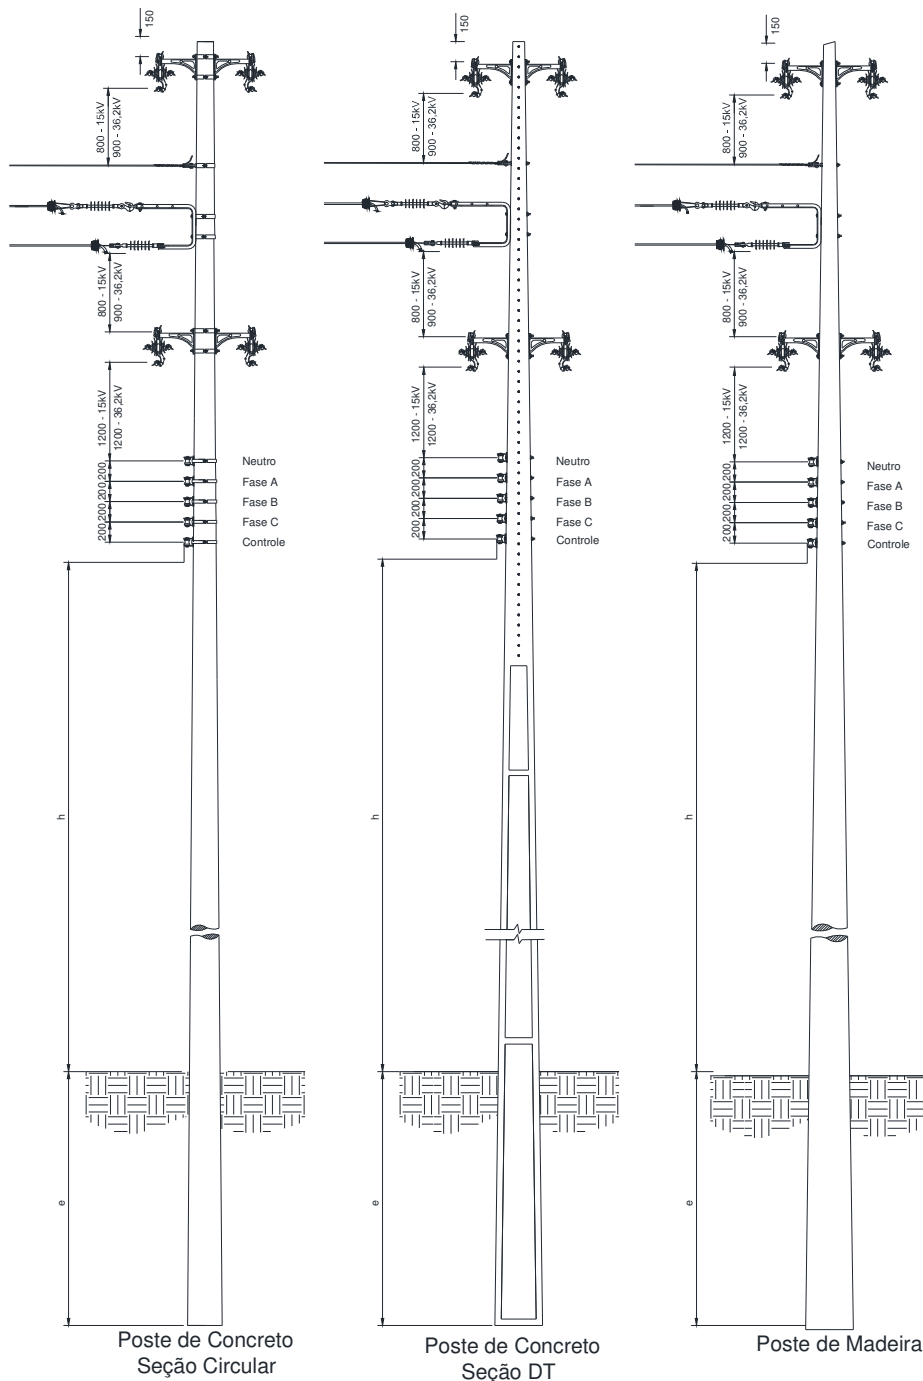 150
800 - 15kV
900 - 36,2kV
800 - 15kV
900 - 36,2kV
1200 - 15kV
1200 - 36,2kV
200
200
200
200
Neutro
Fase A
Fase B
Fase C
Controle
h
e
Poste de Concreto
Seção Circular
150
800 - 15kV
900 - 36,2kV
800 - 15kV
900 - 36,2kV
1200 - 15kV
1200 - 36,2kV
200
200
200
200
Neutro
Fase A
Fase B
Fase C
Controle
h
e
Poste de Concreto
Seção DT
150
800 - 15kV
900 - 36,2kV
800 - 15kV
900 - 36,2kV
1200 - 15kV
1200 - 36,2kV
200
200
200
200
Neutro
Fase A
Fase B
Fase C
Controle
h
e
Poste de Madeira